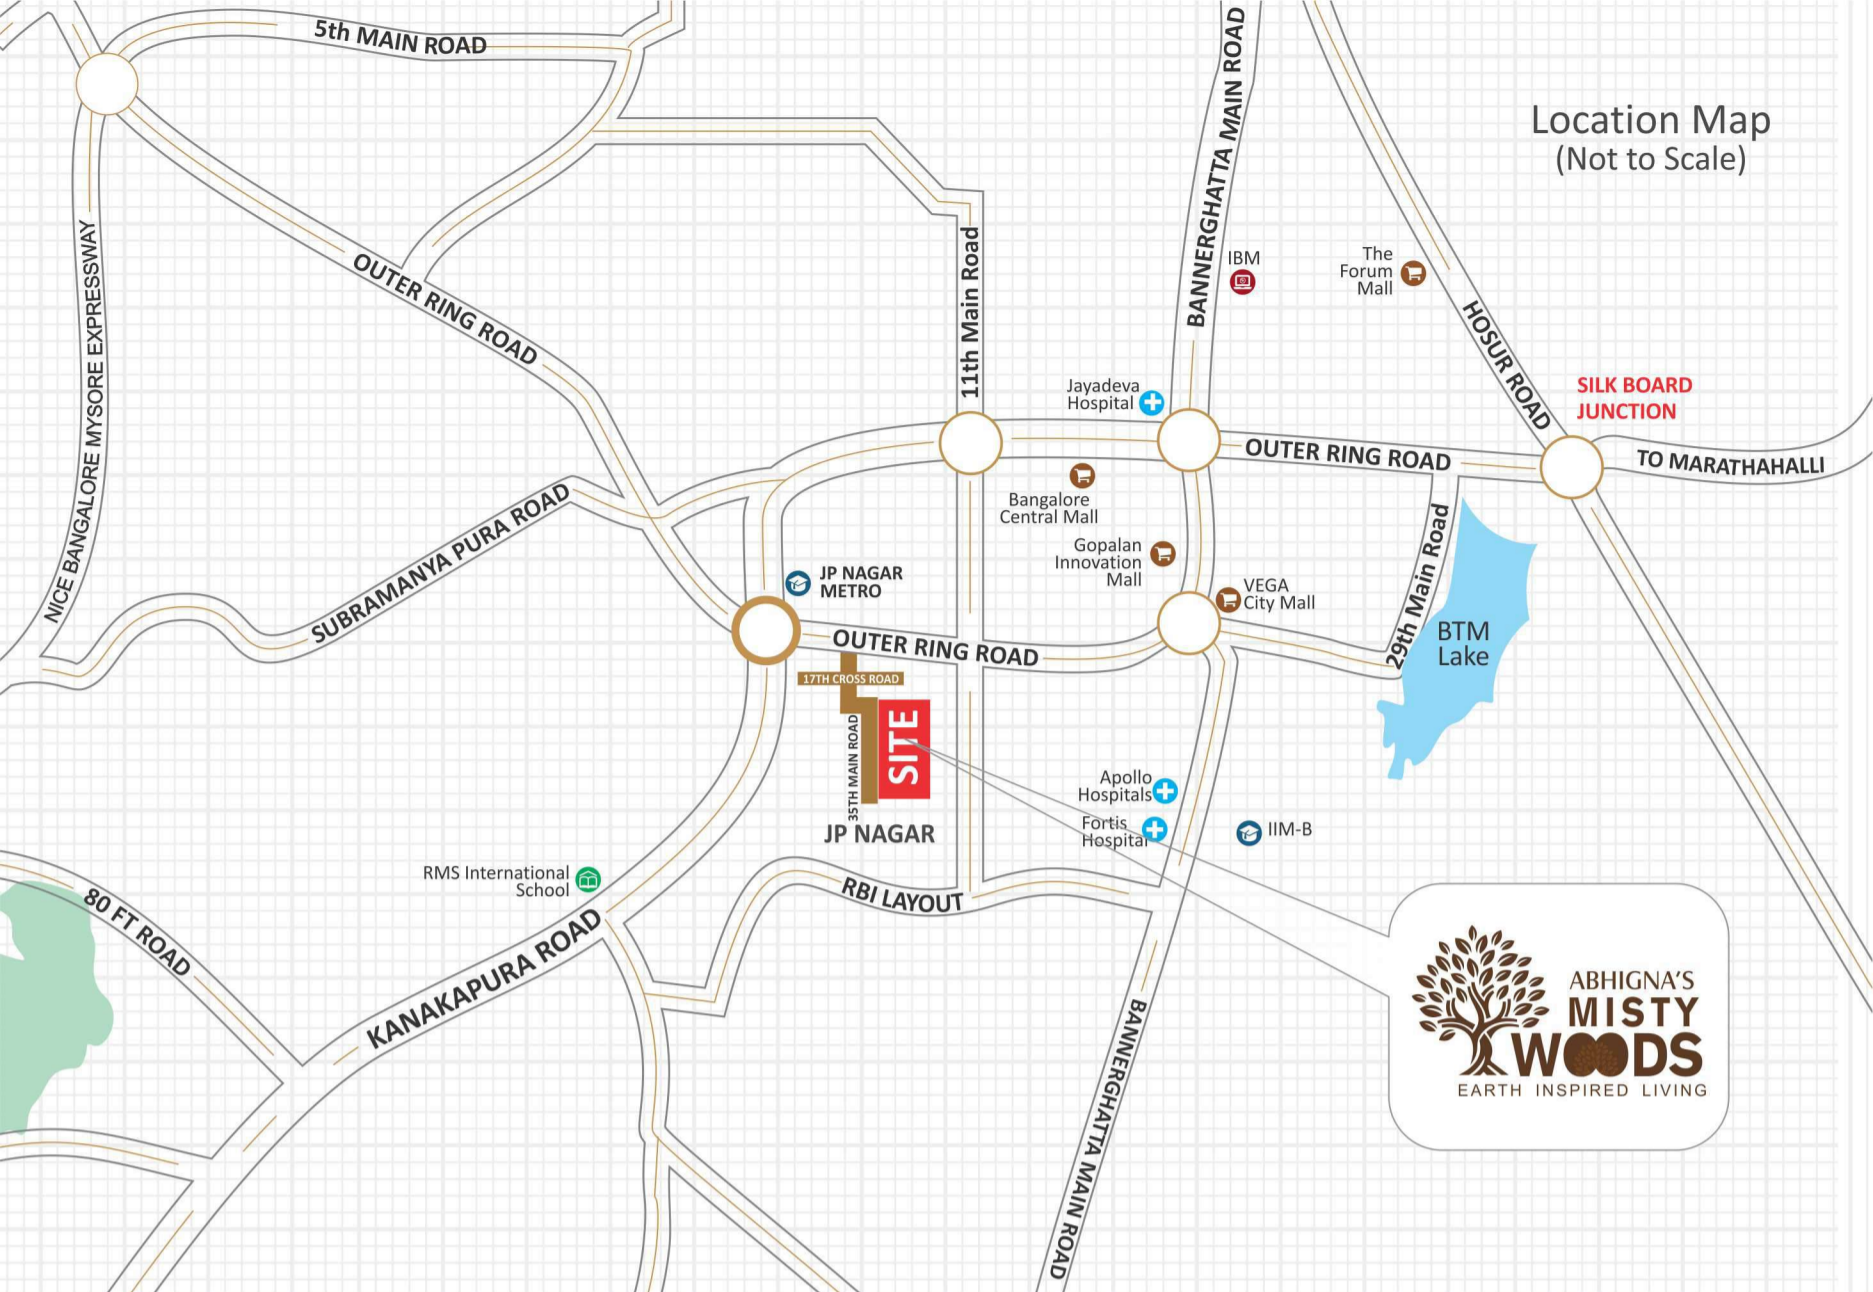 5th MAIN ROAD
BANNERGHATTA MAIN ROAD
Location Map
(Not to Scale)
NICE BANGALORE MYSORE EXPRESSWAY
OUTER RING ROAD
11th Main Road
IBM
The
Forum
Mall
HOSUR ROAD
Jayadeva
Hospital
SILK BOARD
JUNCTION
OUTER RING ROAD
TO MARATHAHALLI
Bangalore
Central Mall
SUBRAMANYA PURA ROAD
Gopalan
Innovation
Mall
29th Main Road
JP NAGAR
METRO
VEGA
City Mall
BTM
Lake
OUTER RING ROAD
17TH CROSS ROAD
35TH MAIN ROAD
SITE
JP NAGAR
Apollo
Hospitals
Fortis
Hospital
IIM-B
RMS International
School
RBI LAYOUT
80 FT ROAD
KANAKAPURA ROAD
BANNERGHATTA MAIN ROAD
ABHIGNA'S
MISTY
WOODS
EARTH INSPIRED LIVING